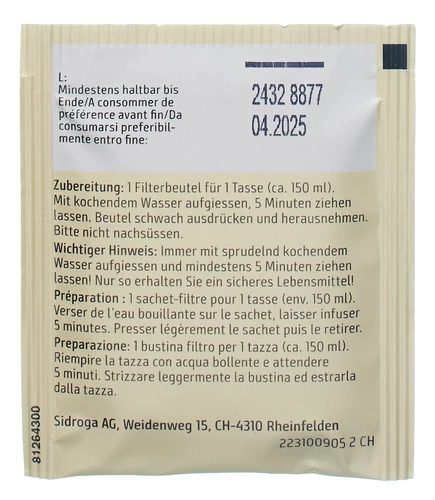 L:
Mindestens haltbar bis
Ende/A consommer de
préférence avant fin/Da
consumarsi preferibil-
mente entro fine:
2432 8877
04.2025
Zubereitung: 1 Filterbeutel für 1 Tasse (ca. 150 ml).
Mit kochendem Wasser aufgiessen, 5 Minuten ziehen
lassen. Beutel schwach ausdrücken und herausnehmen.
Bitte nicht nachsüssen.
Wichtiger Hinweis: Immer mit sprudelnd kochendem
Wasser aufgiessen und mindestens 5 Minuten ziehen
lassen! Nur so erhalten Sie ein sicheres Lebensmittel!
Préparation : 1 sachet-filtre pour 1 tasse (env. 150 ml).
Verser de l'eau bouillante sur le sachet, laisser infuser
5 minutes. Presser légèrement le sachet puis le retirer.
Preparazione: 1 bustina filtro per 1 tazza (ca. 150 ml).
Riempire la tazza con acqua bollente e attendere
5 minuti. Strizzare leggermente la bustina ed estrarla
dalla tazza.
Sidroga AG, Weidenweg 15, CH-4310 Rheinfelden
223100905 2 CH
81264300